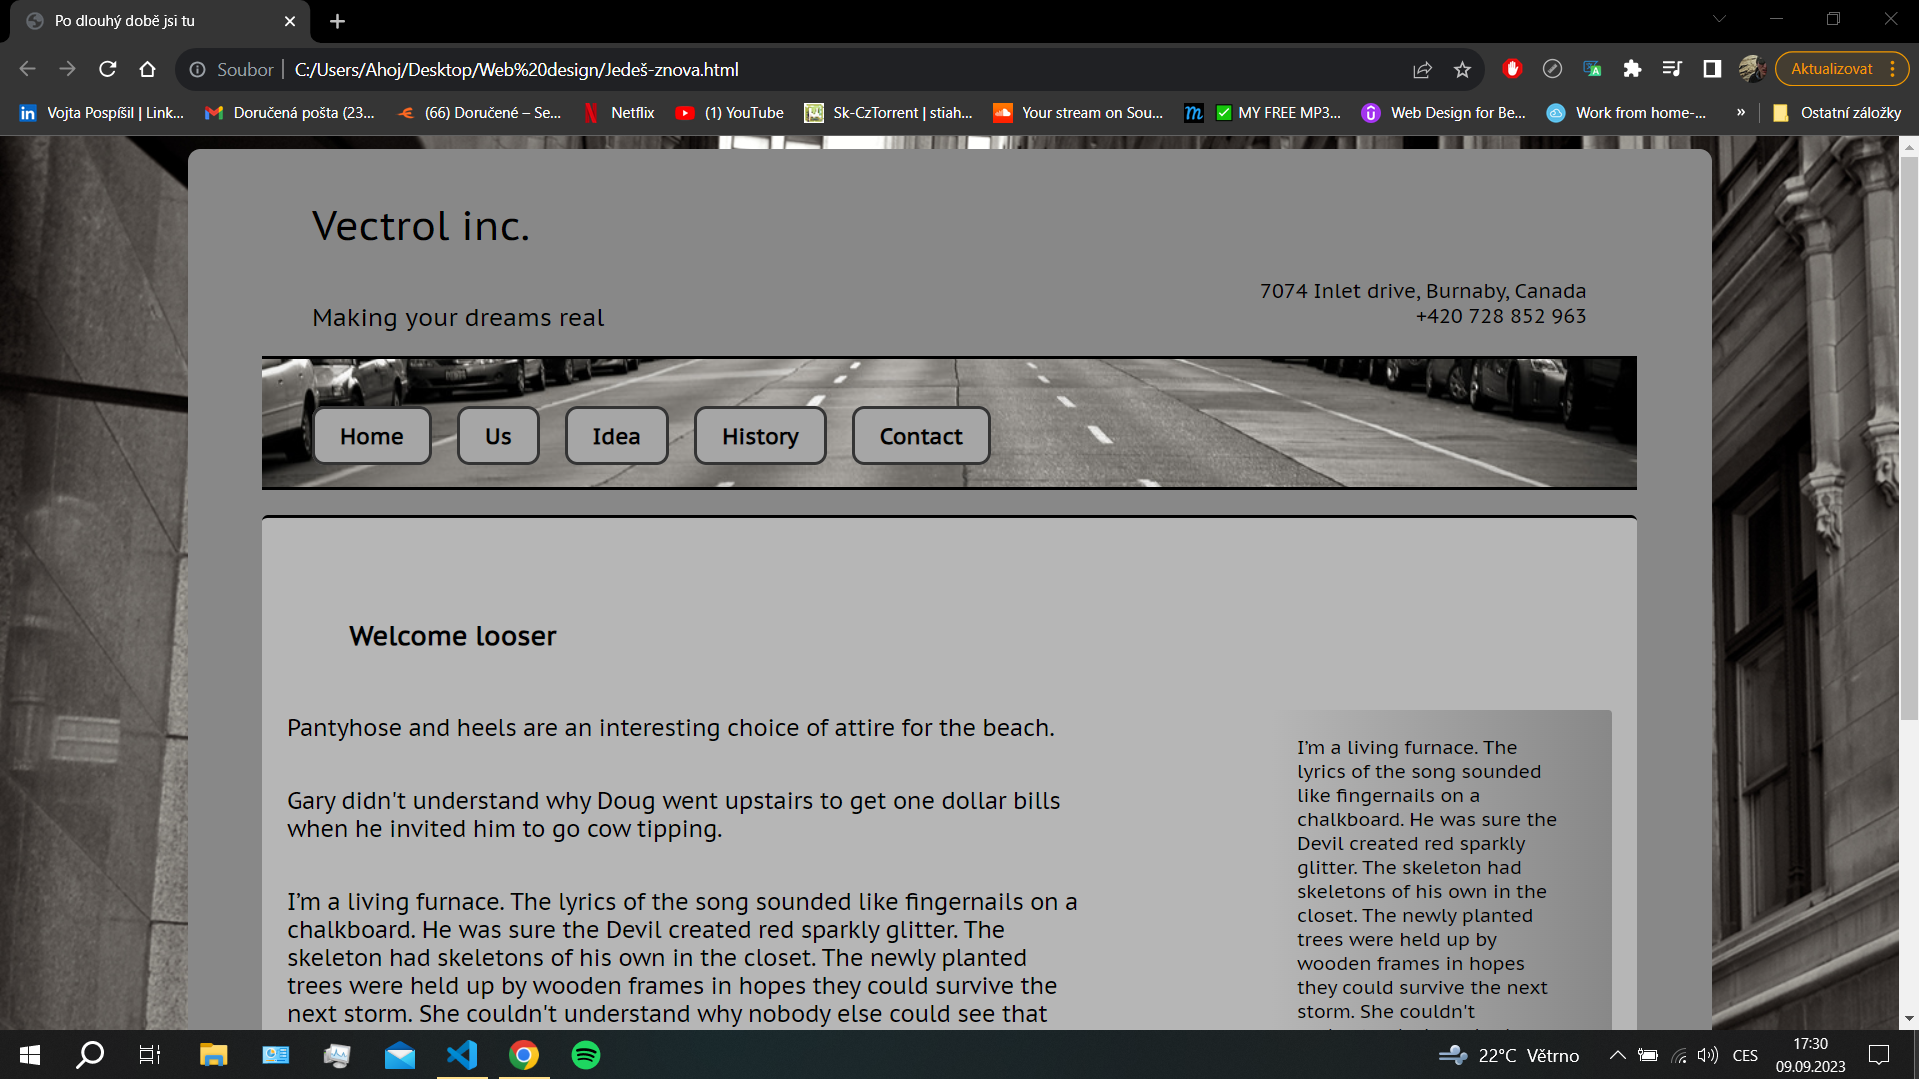 Po dlouhý době jsi tu
Soubor
C:/Users/Ahoj/Desktop/Web%20design/Jedeš-znova.html
Aktualizovat
Vojta Pospíšil | Link...
Doručená pošta (23...
(66) Doručené – Se...
Netflix
(1) YouTube
Sk-CzTorrent | stiah...
Your stream on Sou...
MY FREE MP3...
Web Design for Be...
Work from home-...
»
Ostatní záložky
Vectrol inc.
Making your dreams real
7074 Inlet drive, Burnaby, Canada
+420 728 852 963
Home
Us
Idea
History
Contact
Welcome looser
Pantyhose and heels are an interesting choice of attire for the beach.
Gary didn't understand why Doug went upstairs to get one dollar bills
when he invited him to go cow tipping.
I’m a living furnace. The lyrics of the song sounded like fingernails on a
chalkboard. He was sure the Devil created red sparkly glitter. The
skeleton had skeletons of his own in the closet. The newly planted
trees were held up by wooden frames in hopes they could survive the
next storm. She couldn't understand why nobody else could see that
I’m a living furnace. The
lyrics of the song sounded
like fingernails on a
chalkboard. He was sure the
Devil created red sparkly
glitter. The skeleton had
skeletons of his own in the
closet. The newly planted
trees were held up by
wooden frames in hopes
they could survive the next
storm. She couldn't
22°C Větrno
CES
17:30
09.09.2023